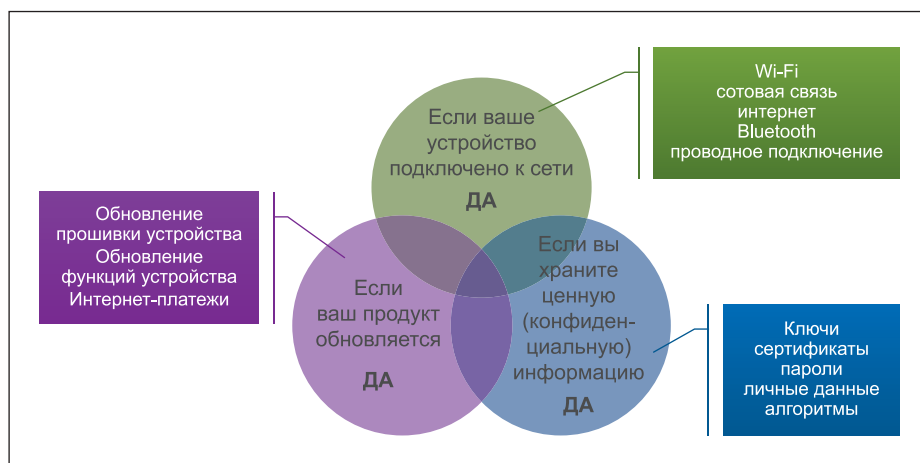 Если ваше
устройство
подключено к сети
ДА
Wi-Fi
сотовая связь
интернет
Bluetooth
проводное подключение
Обновление
прошивки устройства
Обновление
функций устройства
Интернет-платежи
Если
ваш продукт
обновляется
ДА
Если вы
храните
ценную
(конфиден-
циальную)
информацию
ДА
Ключи
сертификаты
пароли
личные данные
алгоритмы